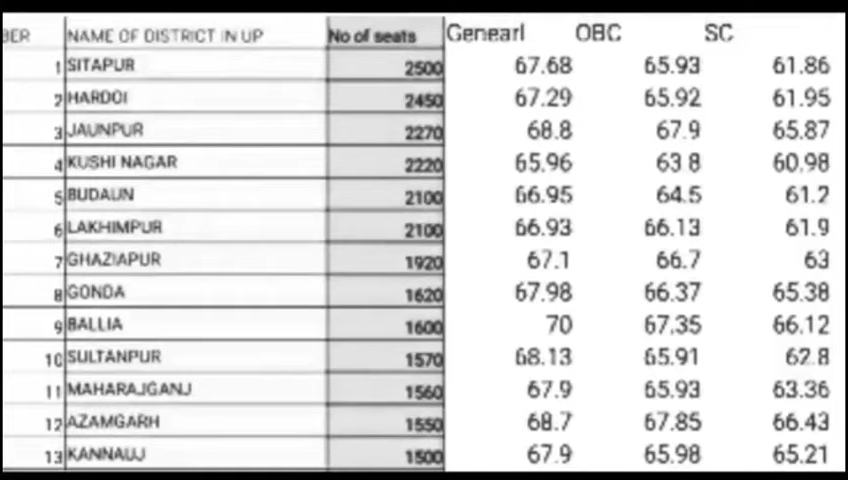 BER NAME OF DISTRICT IN UP No of seats Genearl OBC SC
1 SITAPUR 2500 67.68 65.93 61.86
2 HARDOI 2450 67.29 65.92 61.95
3 JAUNPUR 2270 68.8 67.9 65.87
4 KUSHI NAGAR 2220 65.96 63 8 60.98
5 BUDAUN 2100 66.95 64.5 61.2
6 LAKHIMPUR 2100 66.93 66.13 61.9
7 GHAZIAPUR 1920 67.1 66.7 63
8 GONDA 1620 67.98 66.37 65.38
9 BALLIA 1600 70 67.35 66.12
10 SULTANPUR 1570 68.13 65.91 62.8
11 MAHARAJGANJ 1560 67.9 65.93 63.36
12 AZAMGARH 1550 68.7 67.85 66.43
13 KANNAUJ 1500 67.9 65.98 65.21